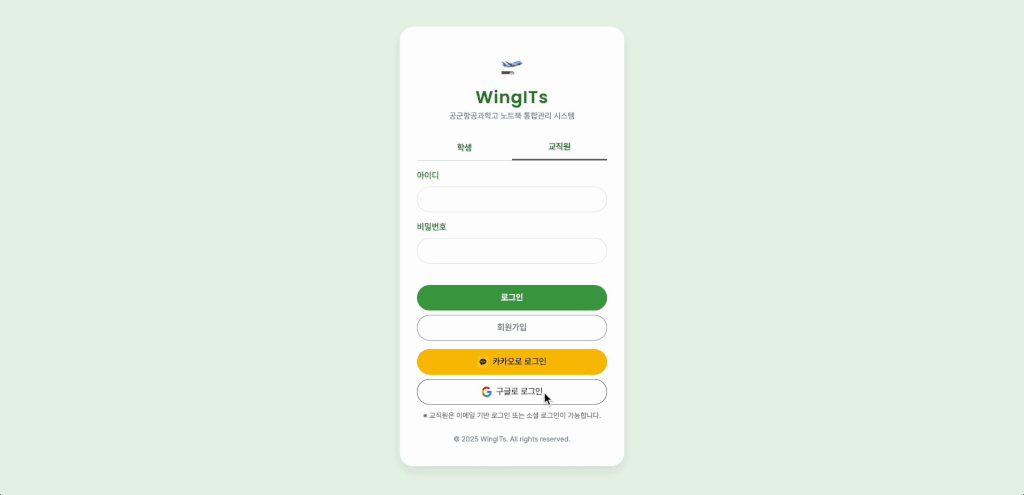 WingITs
공군항공과학고 노트북 통합관리 시스템
학생
교직원
아이디
비밀번호
로그인
회원가입
카카오로 로그인
구글로 로그인
※ 교직원은 이메일 기반 로그인 또는 소셜 로그인이 가능합니다.
© 2025 WingITs. All rights reserved.